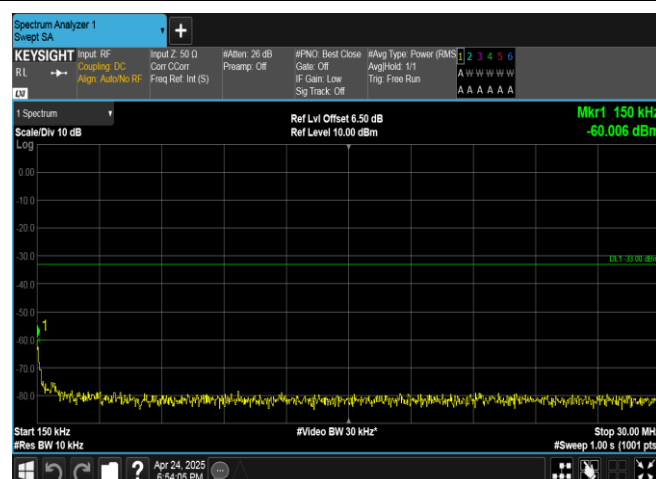 Spectrum Analyzer 1
Swept SA
+
KEYSIGHT
R L
LXI
Input: RF
Coupling: DC
Align: Auto/No RF
Input Z: 50 Ω
Corr CCorr
Freq Ref: Int (S)
#Atten: 26 dB
Preamp: Off
#PNO: Best Close
Gate: Off
IF Gain: Low
Sig Track: Off
#Avg Type: Power (RMS
Avg|Hold: 1/1
Trig: Free Run
1 2 3 4 5 6
A W W W W W
A A A A A A
1 Spectrum
Scale/Div 10 dB
Log
Ref Lvl Offset 6.50 dB
Ref Level 10.00 dBm
Mkr1 150 kHz
-60.006 dBm
0.00
-10.0
-20.0
-30.0
DL1 -33.00 dBm
-40.0
-50.0
1
-60.0
-70.0
-80.0
Start 150 kHz
#Res BW 10 kHz
#Video BW 30 kHz*
Stop 30.00 MHz
#Sweep 1.00 s (1001 pts
?
Apr 24, 2025
6:54:05 PM